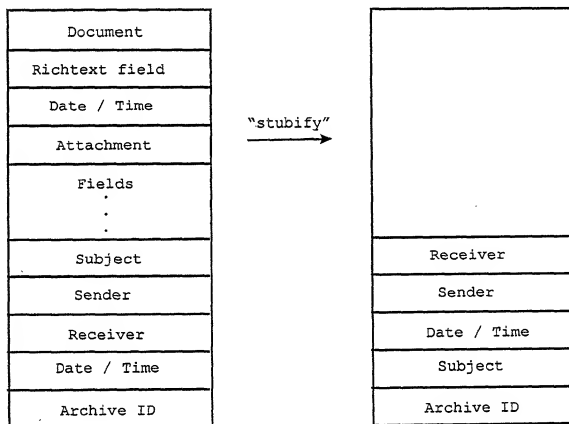 Document
Richtext field
Date / Time
Attachment
Fields
.
.
.
Subject
Sender
Receiver
Date / Time
Archive ID
"stubify"
Receiver
Sender
Date / Time
Subject
Archive ID